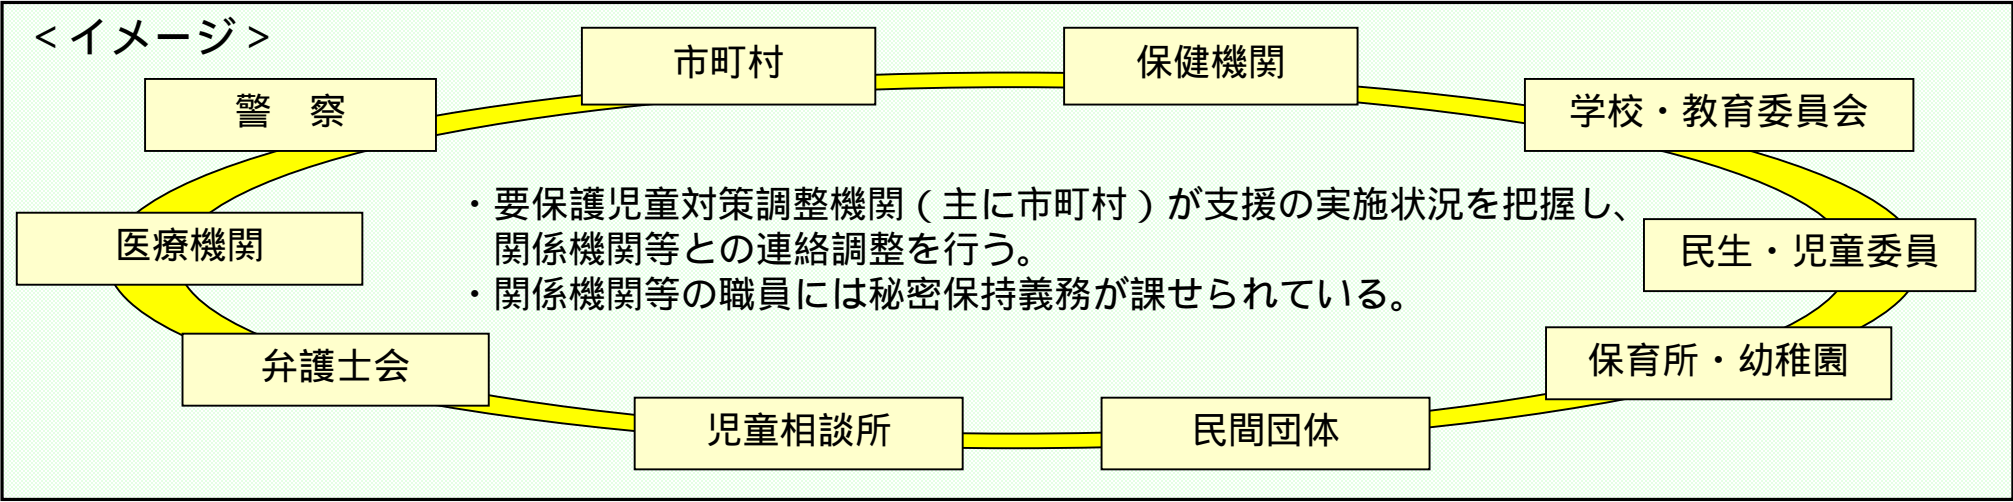 <イメージ>
市町村
保健機関
警　察
学校・教育委員会
・要保護児童対策調整機関(主に市町村)が支援の実施状況を把握し、
関係機関等との連絡調整を行う。
・関係機関等の職員には秘密保持義務が課せられている。
医療機関
民生・児童委員
弁護士会
保育所・幼稚園
児童相談所
民間団体